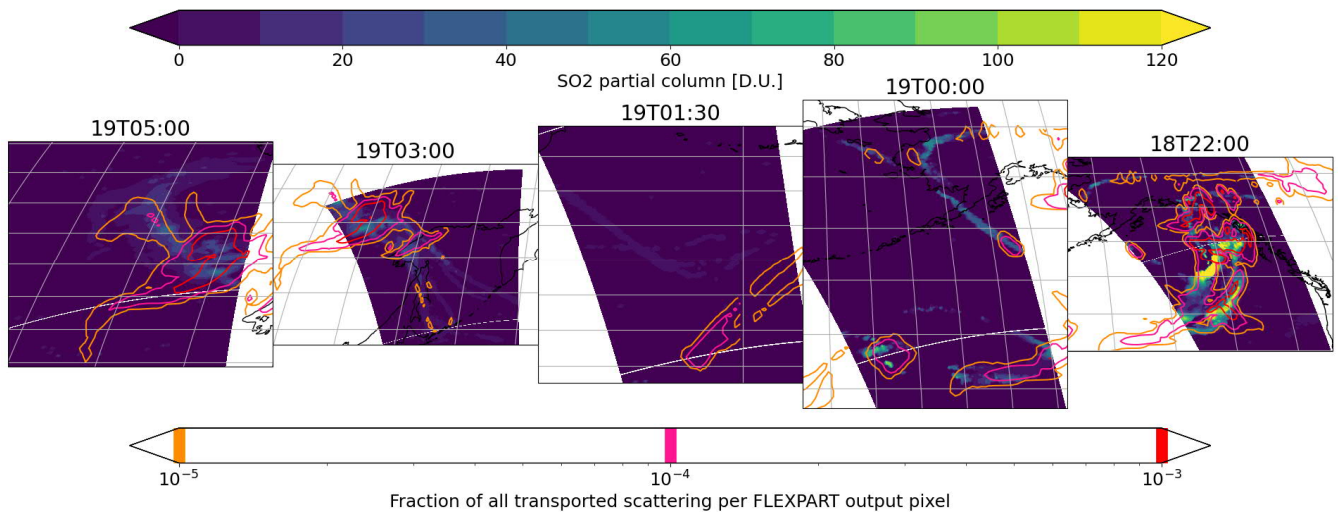 0 20 40 60 80 100 120
SO2 partial column [D.U.]
19T05:00
19T03:00
19T01:30
19T00:00
18T22:00
10⁻⁵ 10⁻⁴ 10⁻³
Fraction of all transported scattering per FLEXPART output pixel